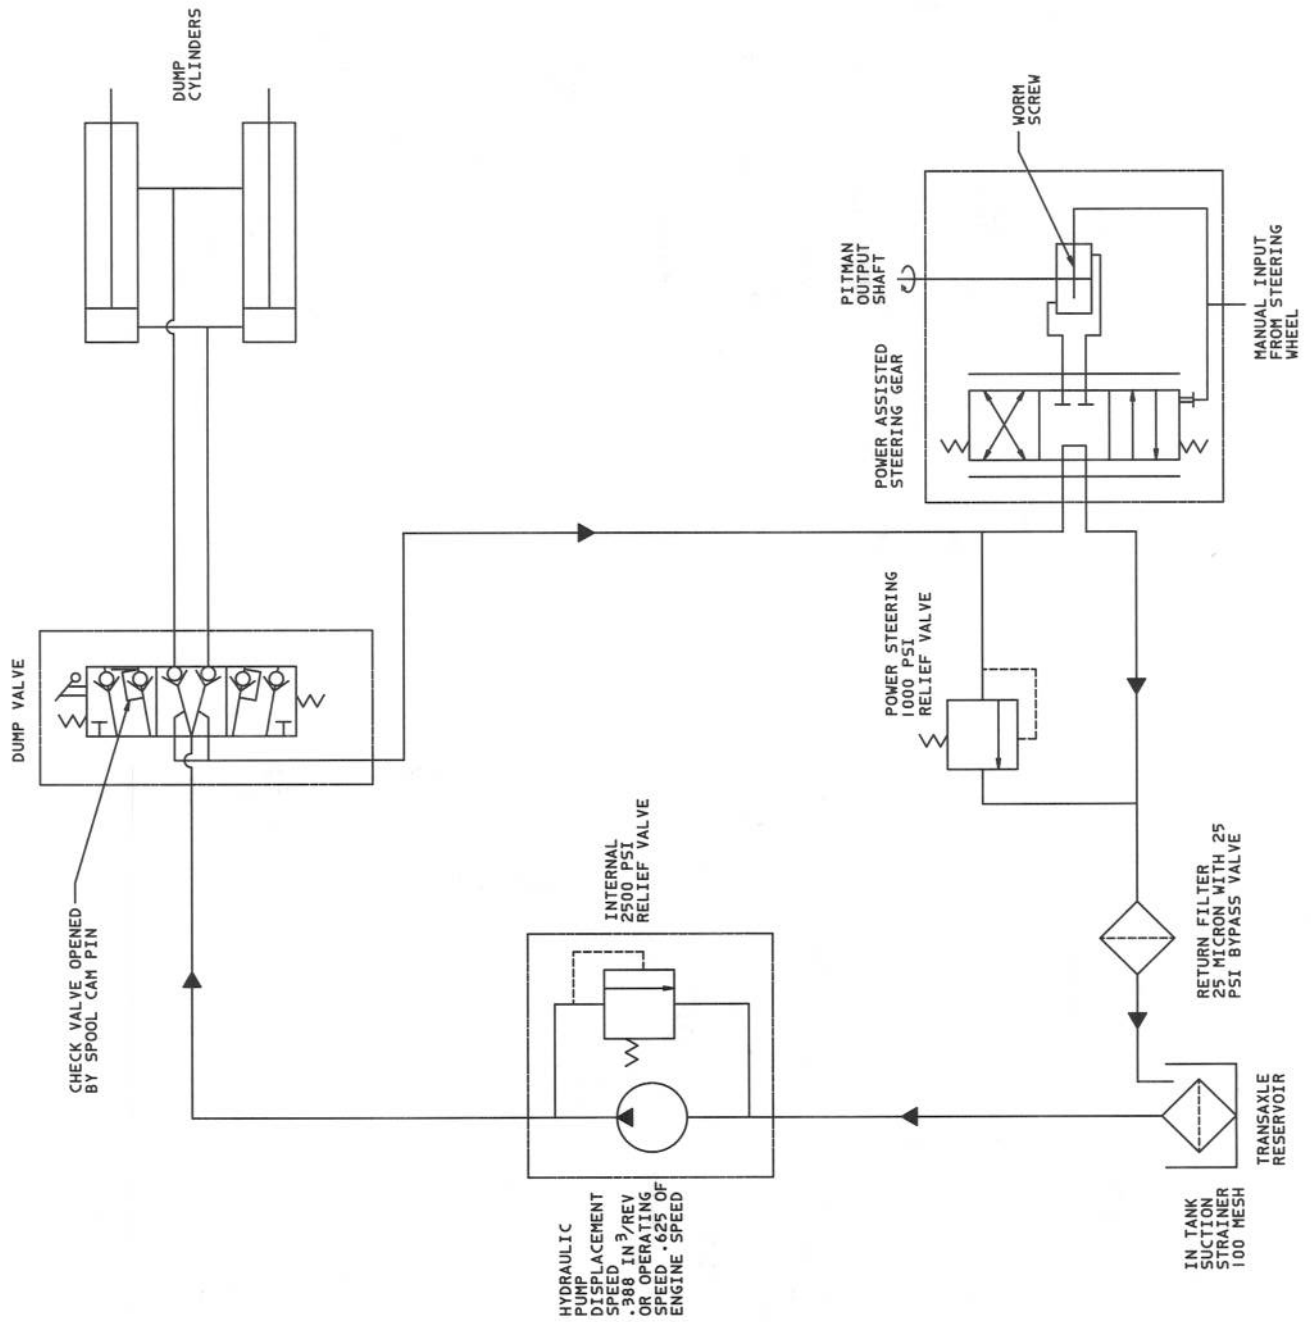 DUMP
CYLINDERS
DUMP VALVE
CHECK VALVE OPENED
BY SPOOL CAM PIN
WORM
SCREW
PITMAN
OUTPUT
SHAFT
POWER ASSISTED
STEERING GEAR
MANUAL INPUT
FROM STEERING
WHEEL
POWER STEERING
1000 PSI
RELIEF VALVE
INTERNAL
2500 PSI
RELIEF VALVE
HYDRAULIC
PUMP
DISPLACEMENT
SPEED
.388 IN³/REV
OR OPERATING
SPEED .625 OF
ENGINE SPEED
RETURN FILTER
25 MICRON WITH 25
PSI BYPASS VALVE
IN TANK
SUCTION
STRAINER
100 MESH
TRANSAXLE
RESERVOIR